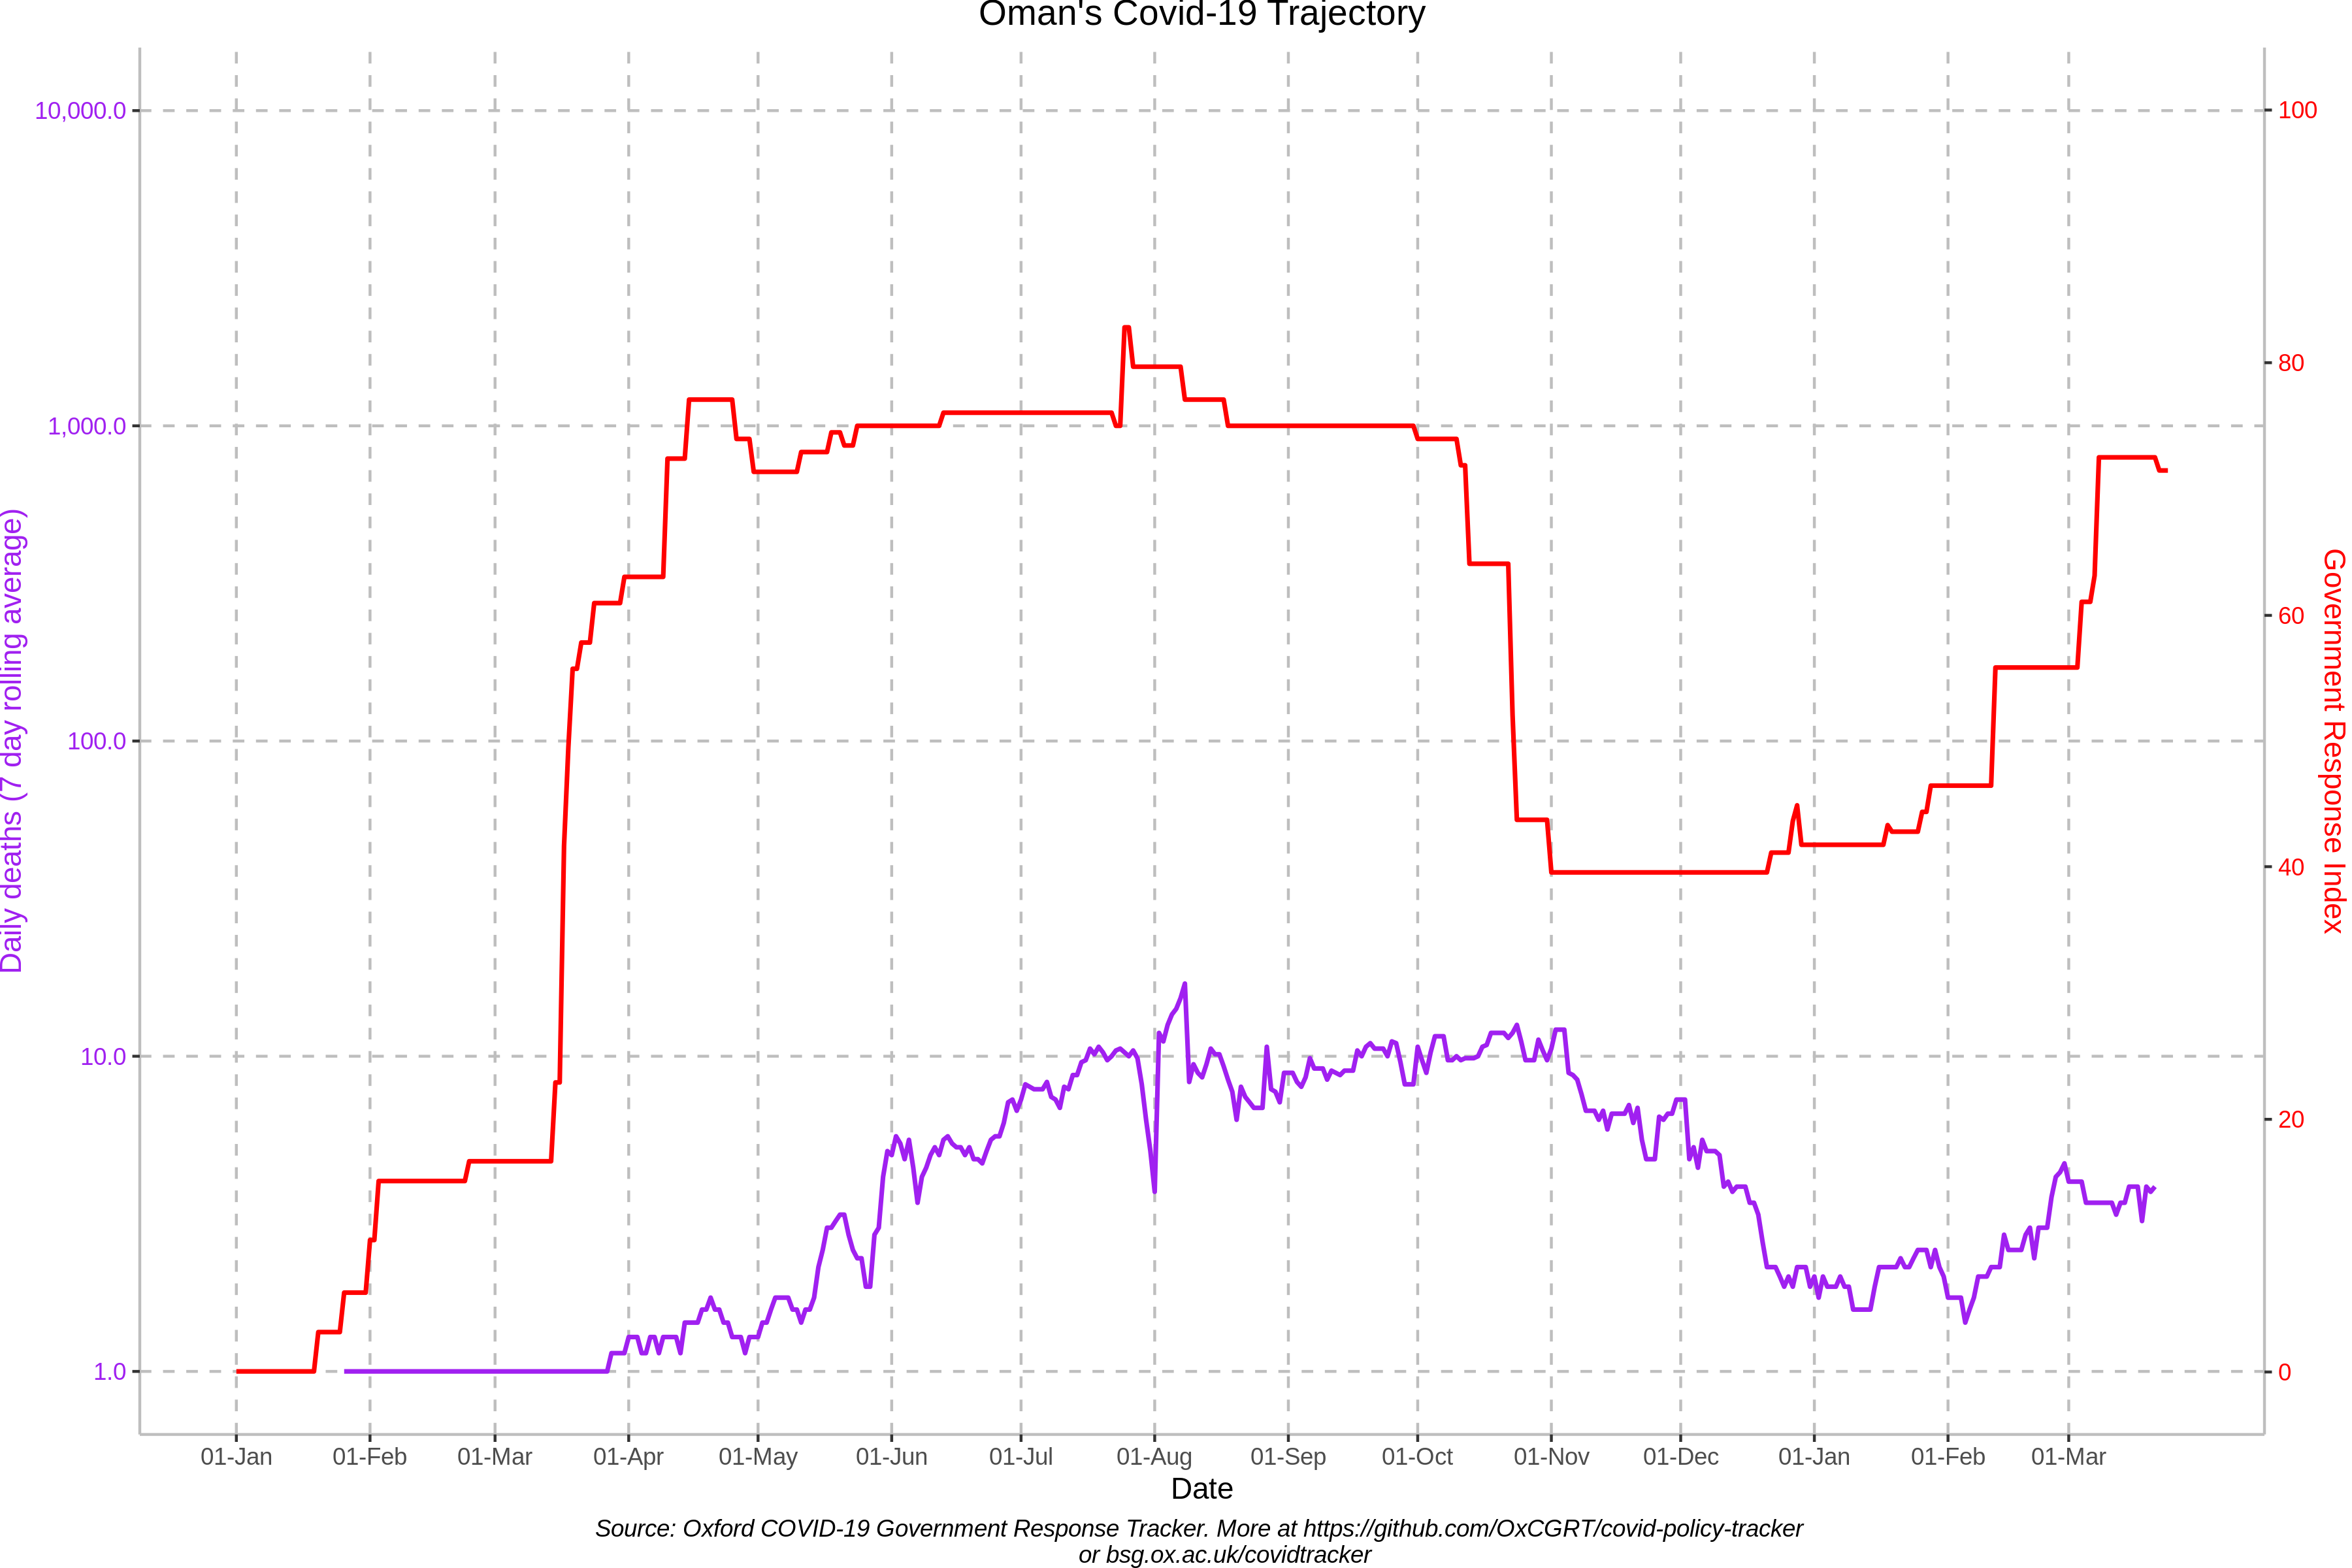 Oman's Covid-19 Trajectory
10,000.0
1,000.0
100.0
10.0
1.0
Daily deaths (7 day rolling average)
100
80
60
40
20
0
Government Response Index
01-Jan 01-Feb 01-Mar 01-Apr 01-May 01-Jun 01-Jul 01-Aug 01-Sep 01-Oct 01-Nov 01-Dec 01-Jan 01-Feb 01-Mar
Date
Source: Oxford COVID-19 Government Response Tracker. More at https://github.com/OxCGRT/covid-policy-tracker
or bsg.ox.ac.uk/covidtracker